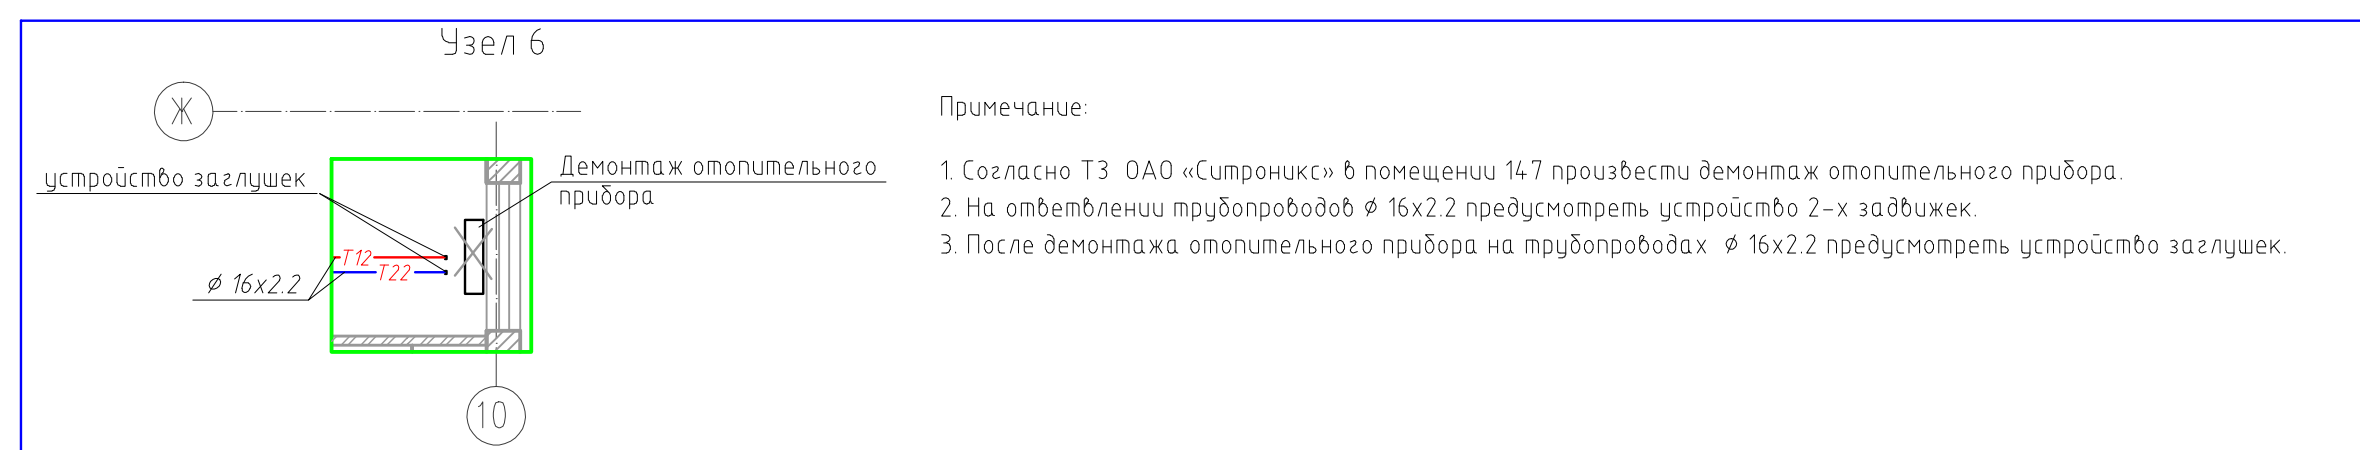 Узел 6
Ж
устройство заглушек
Демонтаж отопительного
прибора
Т12
Т22
ϕ 16х2.2
10
Примечание:
1. Согласно ТЗ ОАО «Ситроникс» в помещении 147 произвести демонтаж отопительного прибора.
2. На ответвлении трубопроводов ϕ 16х2.2 предусмотреть устройство 2-х задвижек.
3. После демонтажа отопительного прибора на трубопроводах ϕ 16х2.2 предусмотреть устройство заглушек.